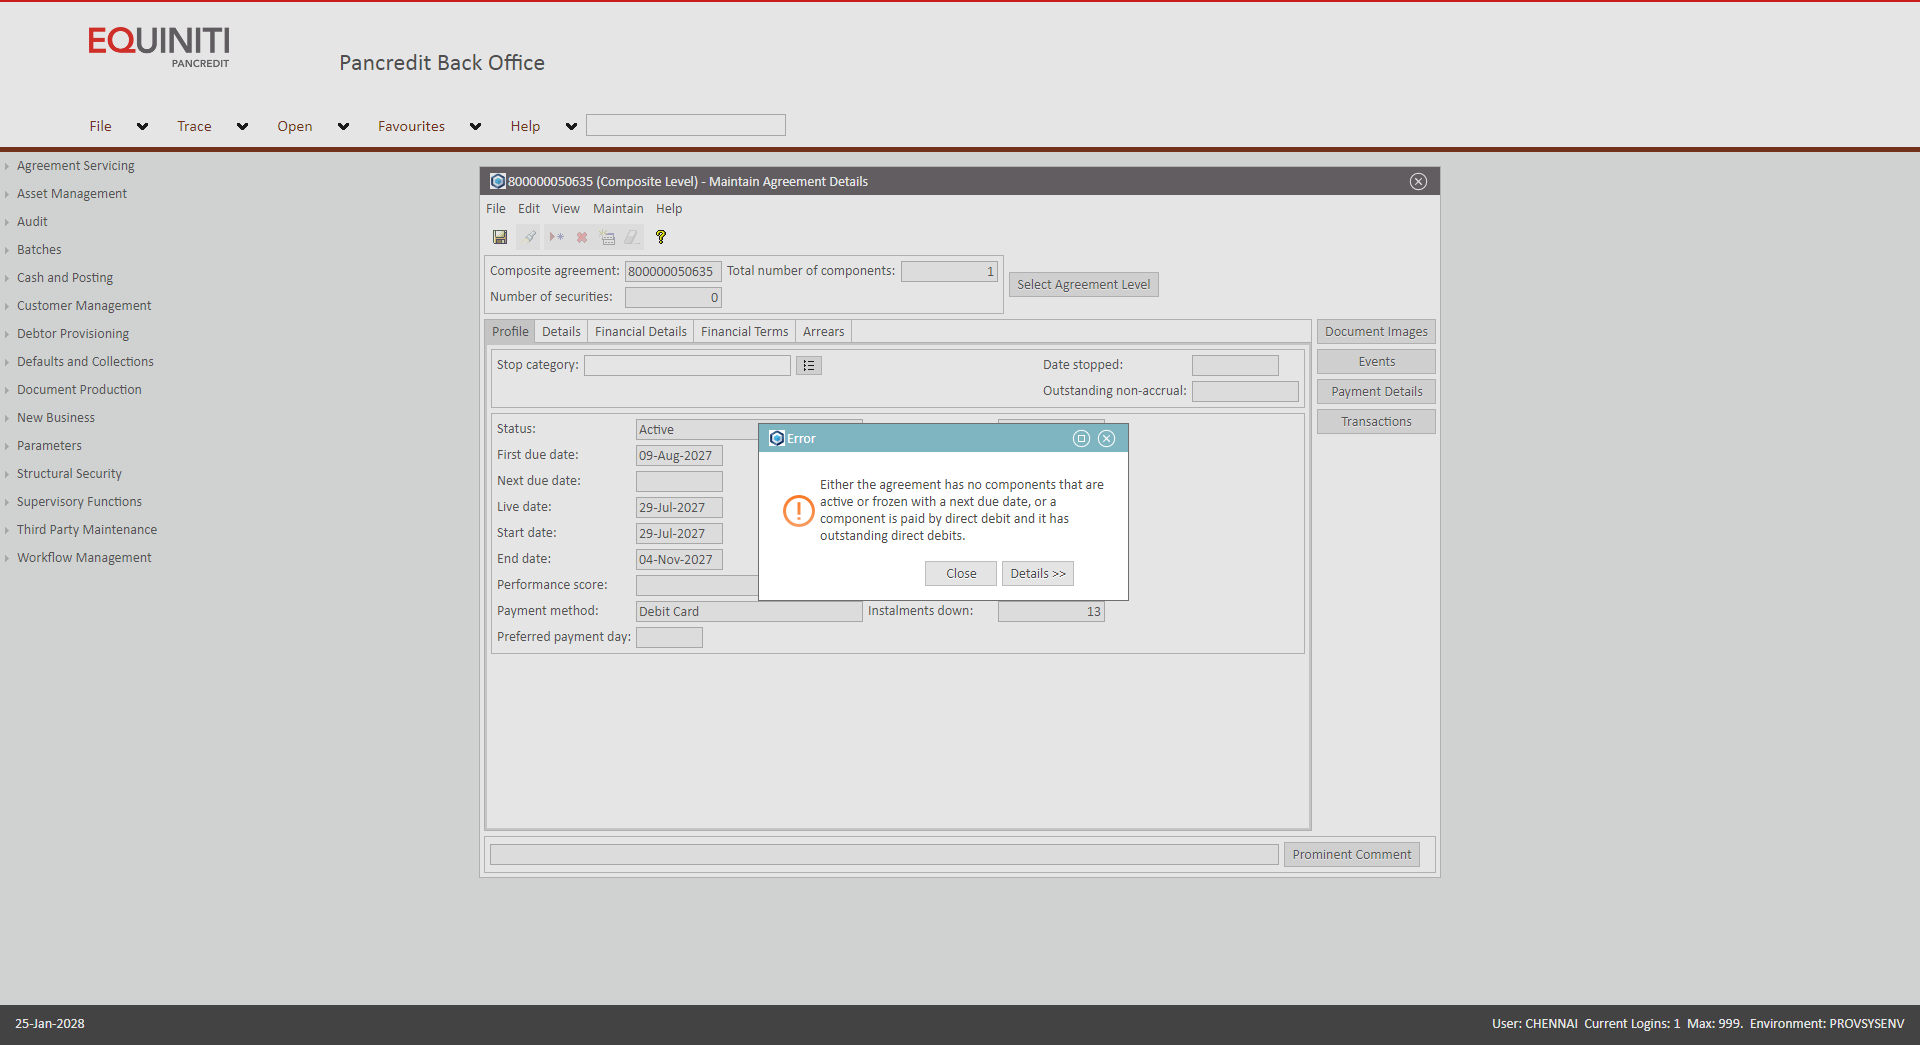 EQUINITI
PANCREDIT
Pancredit Back Office
File Trace Open Favourites Help
Agreement Servicing
Asset Management
Audit
Batches
Cash and Posting
Customer Management
Debtor Provisioning
Defaults and Collections
Document Production
New Business
Parameters
Structural Security
Supervisory Functions
Third Party Maintenance
Workflow Management
800000050635 (Composite Level) - Maintain Agreement Details
File Edit View Maintain Help
Composite agreement: 800000050635 Total number of components: 1
Number of securities: 0
Select Agreement Level
Profile Details Financial Details Financial Terms Arrears
Document Images
Events
Payment Details
Transactions
Stop category:
Date stopped:
Outstanding non-accrual:
Status: Active
First due date: 09-Aug-2027
Next due date:
Live date: 29-Jul-2027
Start date: 29-Jul-2027
End date: 04-Nov-2027
Performance score:
Payment method: Debit Card Instalments down: 13
Preferred payment day:
Error
Either the agreement has no components that are
active or frozen with a next due date, or a
component is paid by direct debit and it has
outstanding direct debits.
Close Details >>
Prominent Comment
25-Jan-2028
User: CHENNAI Current Logins: 1 Max: 999. Environment: PROVSYSENV